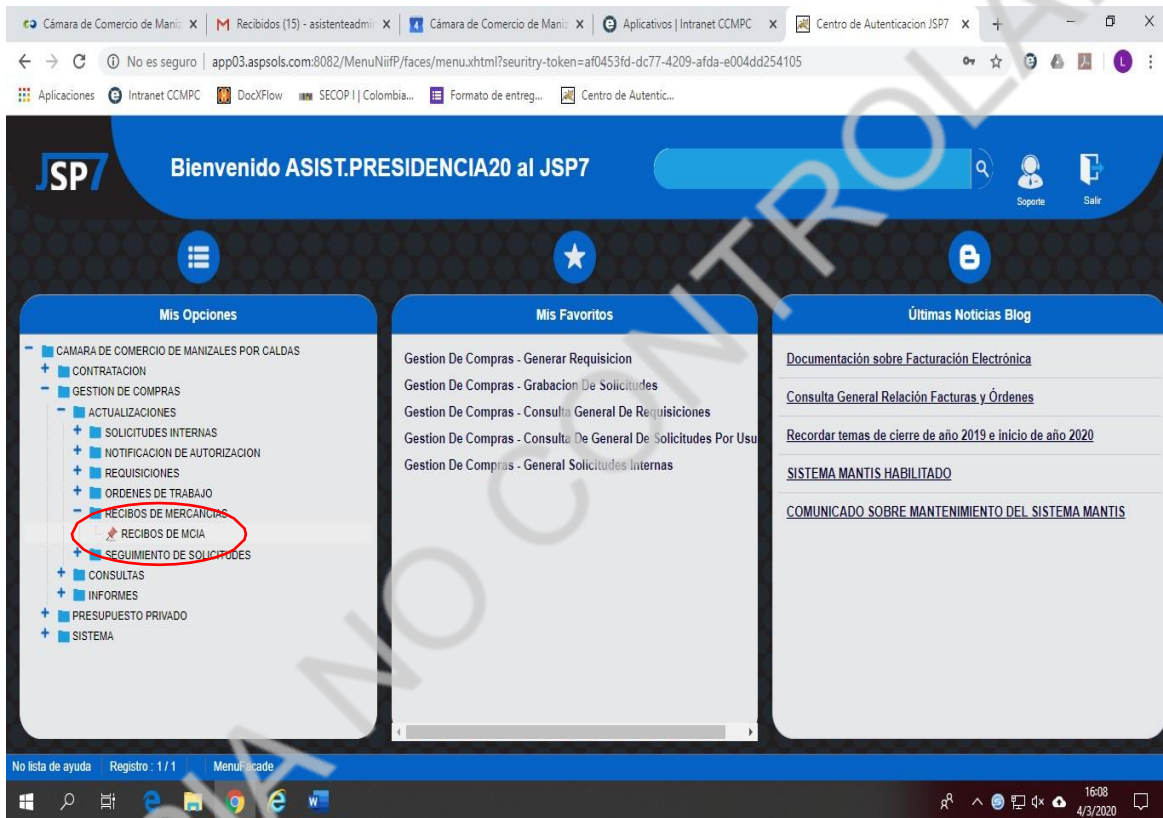 Cámara de Comercio de Maniz
Recibidos (15) - asistenteadmin
Cámara de Comercio de Maniz
Aplicativos | Intranet CCMPC
Centro de Autenticacion JSP7
No es seguro | app03.aspsols.com:8082/MenuNiifP/faces/menu.xhtml?seuritry-token=af0453fd-dc77-4209-afda-e004dd254105
Aplicaciones
Intranet CCMPC
DocXFlow
SECOP I | Colombia...
Formato de entreg...
Centro de Autentic...
JSP7
Bienvenido ASIST.PRESIDENCIA20 al JSP7
Soporte
Salir
Mis Opciones
CAMARA DE COMERCIO DE MANIZALES POR CALDAS
CONTRATACION
GESTION DE COMPRAS
ACTUALIZACIONES
SOLICITUDES INTERNAS
NOTIFICACION DE AUTORIZACION
REQUISICIONES
ORDENES DE TRABAJO
RECIBOS DE MERCANCIAS
RECIBOS DE MCIA
SEGUIMIENTO DE SOLICITUDES
CONSULTAS
INFORMES
PRESUPUESTO PRIVADO
SISTEMA
Mis Favoritos
Gestion De Compras - Generar Requisicion
Gestion De Compras - Grabacion De Solicitudes
Gestion De Compras - Consulta General De Requisiciones
Gestion De Compras - Consulta De General De Solicitudes Por Usu
Gestion De Compras - General Solicitudes Internas
Últimas Noticias Blog
Documentación sobre Facturación Electrónica
Consulta General Relación Facturas y Órdenes
Recordar temas de cierre de año 2019 e inicio de año 2020
SISTEMA MANTIS HABILITADO
COMUNICADO SOBRE MANTENIMIENTO DEL SISTEMA MANTIS
No lista de ayuda
Registro : 1 / 1
MenuFacade
16:08
4/3/2020
PIA NO CONTROLA